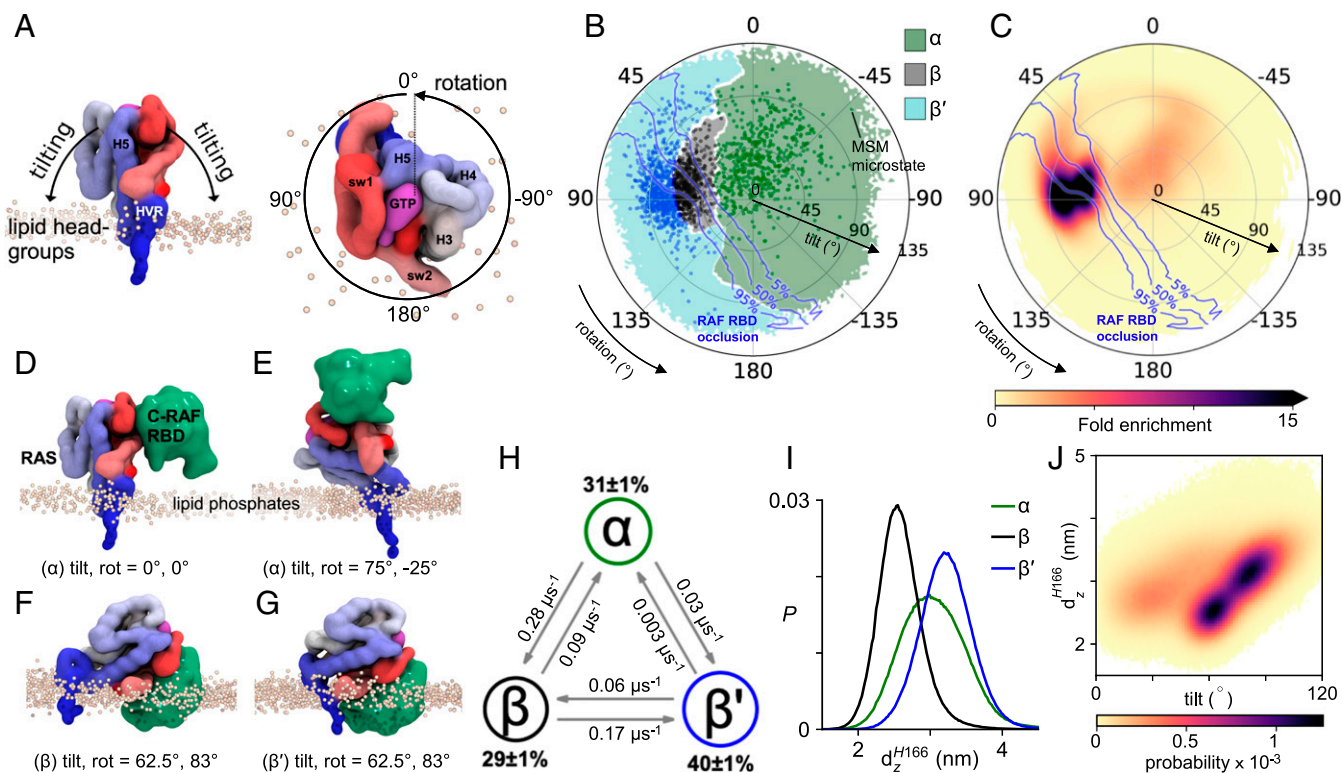 A
tilting
tilting
H5
HVR
lipid head-
groups
0°
rotation
90°
-90°
180°
sw1
H5
H4
GTP
H3
sw2
B
0
45
-45
90
-90
135
-135
180
0
45
90
135
tilt (°)
MSM
microstate
α
β
β′
5%
50%
95%
RAF RBD
occlusion
rotation (°)
C
0
45
-45
90
-90
135
-135
180
0
45
90
135
tilt (°)
5%
50%
95%
RAF RBD
occlusion
rotation (°)
0
15
Fold enrichment
D
C-RAF
RBD
RAS
(α) tilt, rot = 0°, 0°
E
lipid phosphates
(α) tilt, rot = 75°, -25°
F
(β) tilt, rot = 62.5°, 83°
G
(β′) tilt, rot = 62.5°, 83°
H
31±1%
α
0.28 μs⁻¹
0.09 μs⁻¹
0.03 μs⁻¹
0.003 μs⁻¹
0.06 μs⁻¹
0.17 μs⁻¹
β
29±1%
β′
40±1%
I
0.03
P
0
2
4
d_z^H166 (nm)
α
β
β′
J
5
d_z^H166 (nm)
2
0
tilt (°)
120
0
0.5
1
probability x 10⁻³